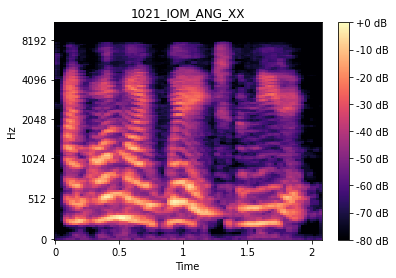 1021_IOM_ANG_XX
8192
4096
2048
1024
512
0
Hz
0
0.5
1
1.5
2
Time
+0 dB
-10 dB
-20 dB
-30 dB
-40 dB
-50 dB
-60 dB
-70 dB
-80 dB